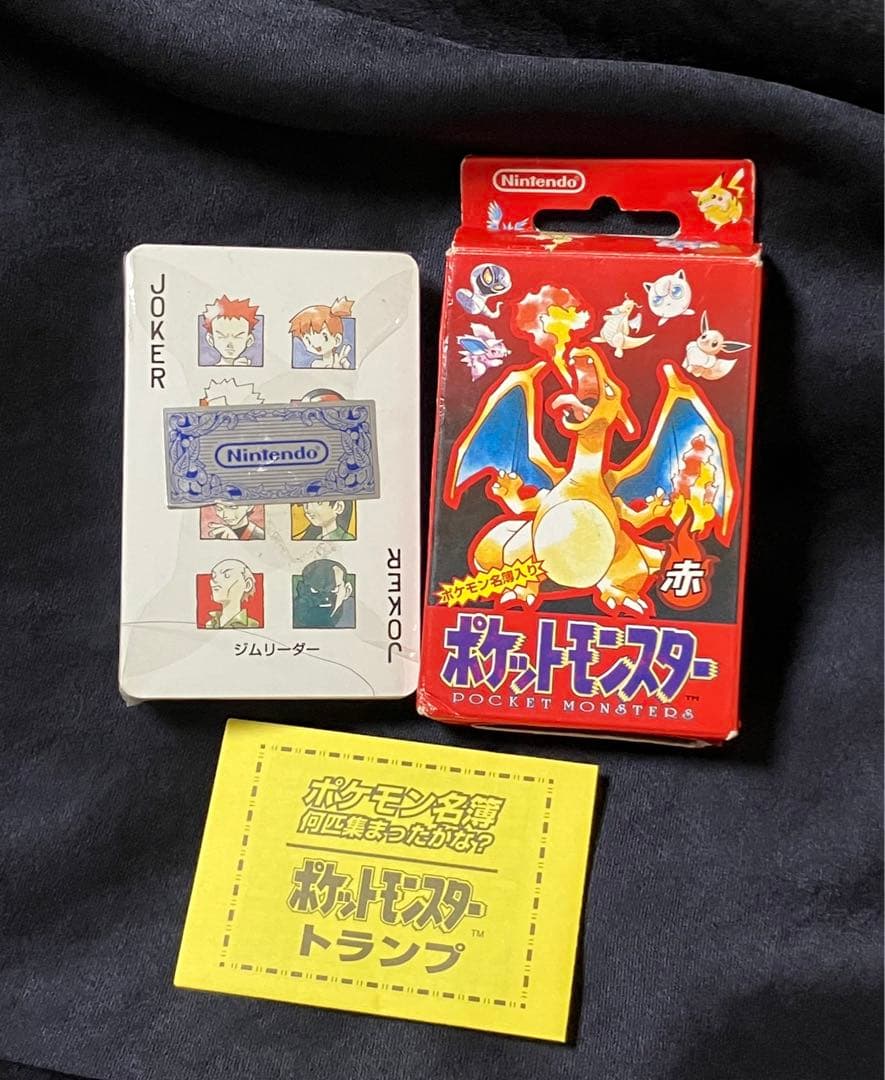 JOKER
Nintendo
JOKER
ジムリーダー
Nintendo
ポケモン名簿入り
赤
ポケットモンスター
TM
POCKET MONSTERS
ポケモン名簿
何匹集まったかな?
ポケットモンスター
TM
トランプ